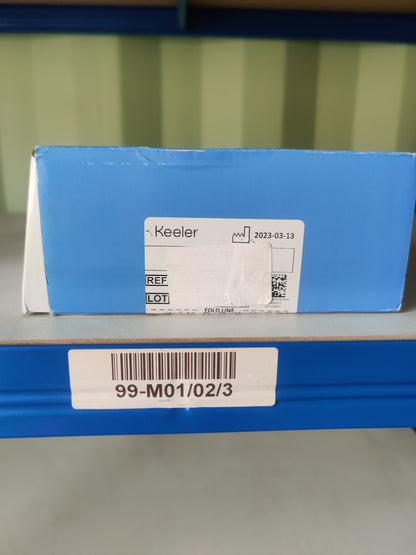 Keeler
2023-03-13
REF
LOT
FOLD LINE
99-M01/02/3